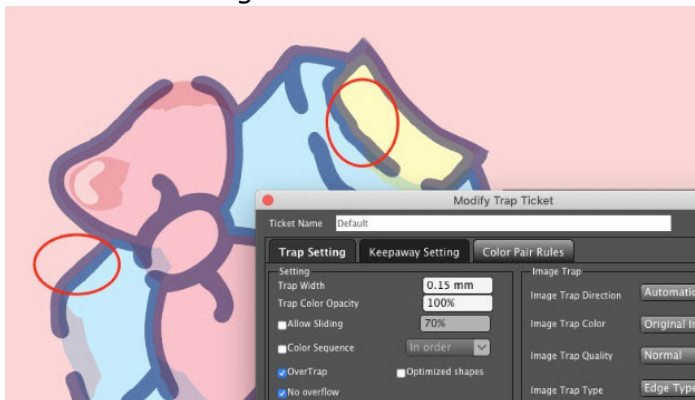 Modify Trap Ticket
Ticket Name Default
Trap Setting Keepaway Setting Color Pair Rules
Setting Image Trap
Trap Width 0.15 mm
Trap Color Opacity 100%
Image Trap Direction
Allow Sliding 70%
Image Trap Color
Color Sequence In order
Image Trap Quality Normal
OverTrap Optimized shapes
No overflow
Image Trap Type Edge Type